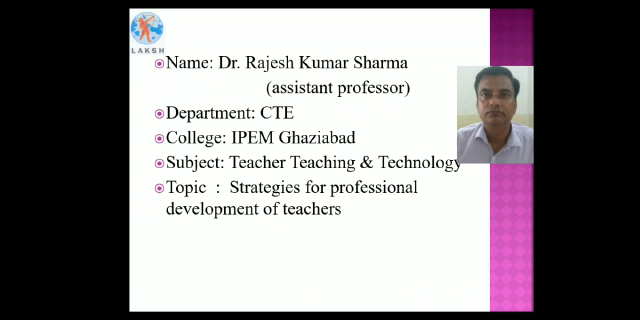 LAKSH
Name: Dr. Rajesh Kumar Sharma
(assistant professor)
Department: CTE
College: IPEM Ghaziabad
Subject: Teacher Teaching & Technology
Topic : Strategies for professional
development of teachers